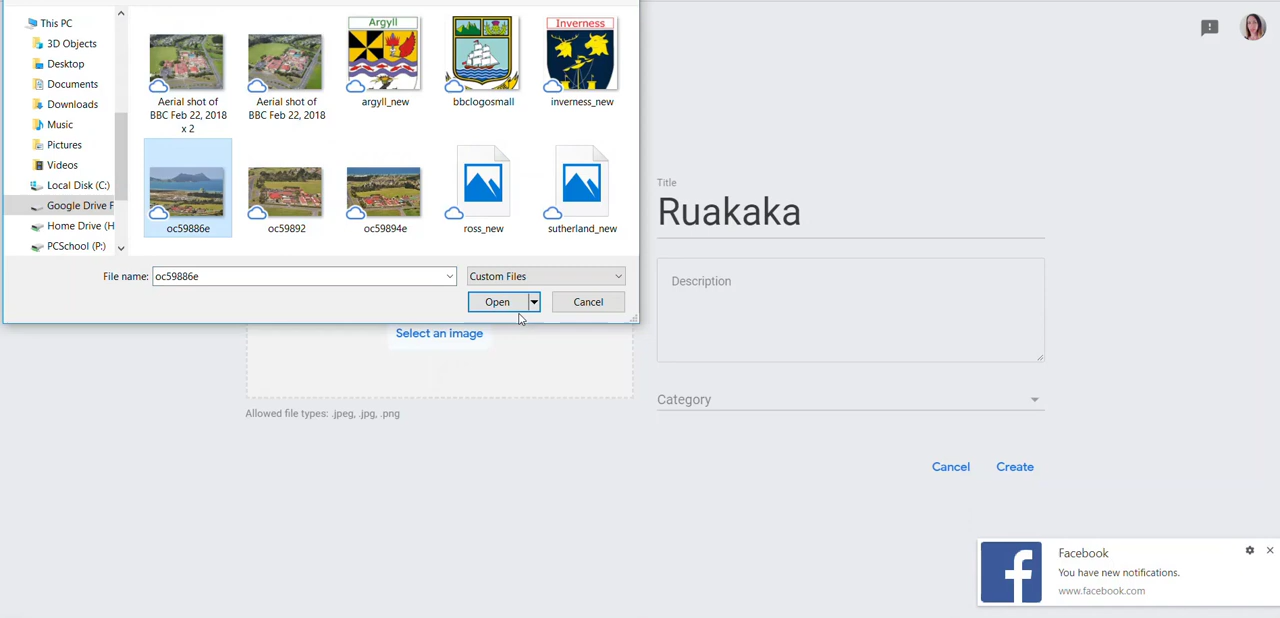 This PC
3D Objects
Desktop
Documents
Downloads
Music
Pictures
Videos
Local Disk (C:)
Google Drive F
Home Drive (H
PCSchool (P:)
Argyll
Inverness
Aerial shot of
BBC Feb 22, 2018
x 2
Aerial shot of
BBC Feb 22, 2018
argyll_new
bbclogosmall
inverness_new
oc59886e
oc59892
oc59894e
ross_new
sutherland_new
File name: oc59886e
Custom Files
Open
Cancel
Select an image
Allowed file types: .jpeg, .jpg, .png
Title
Ruakaka
Description
Category
Cancel
Create
Facebook
You have new notifications.
www.facebook.com